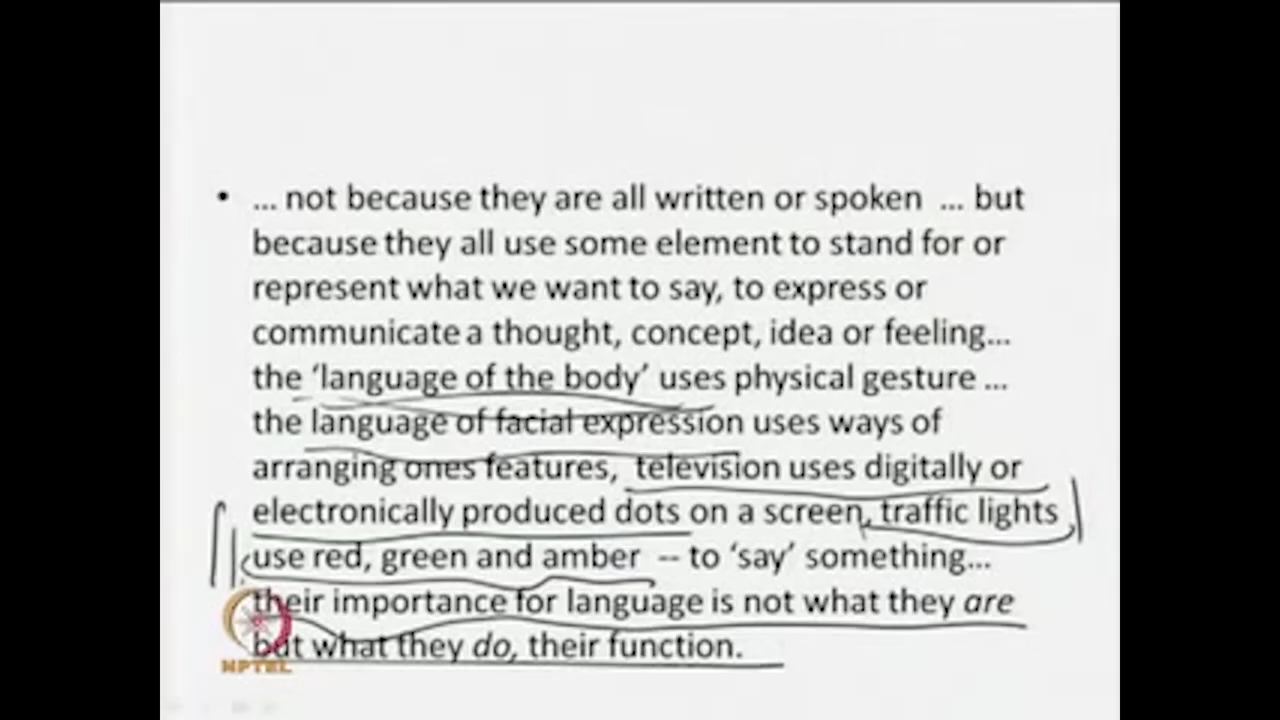 • ... not because they are all written or spoken ... but
because they all use some element to stand for or
represent what we want to say, to express or
communicate a thought, concept, idea or feeling...
the ‘language of the body’ uses physical gesture ...
the language of facial expression uses ways of
arranging ones features, television uses digitally or
electronically produced dots on a screen, traffic lights
use red, green and amber -- to ‘say’ something...
their importance for language is not what they are
but what they do, their function.
NPTEL